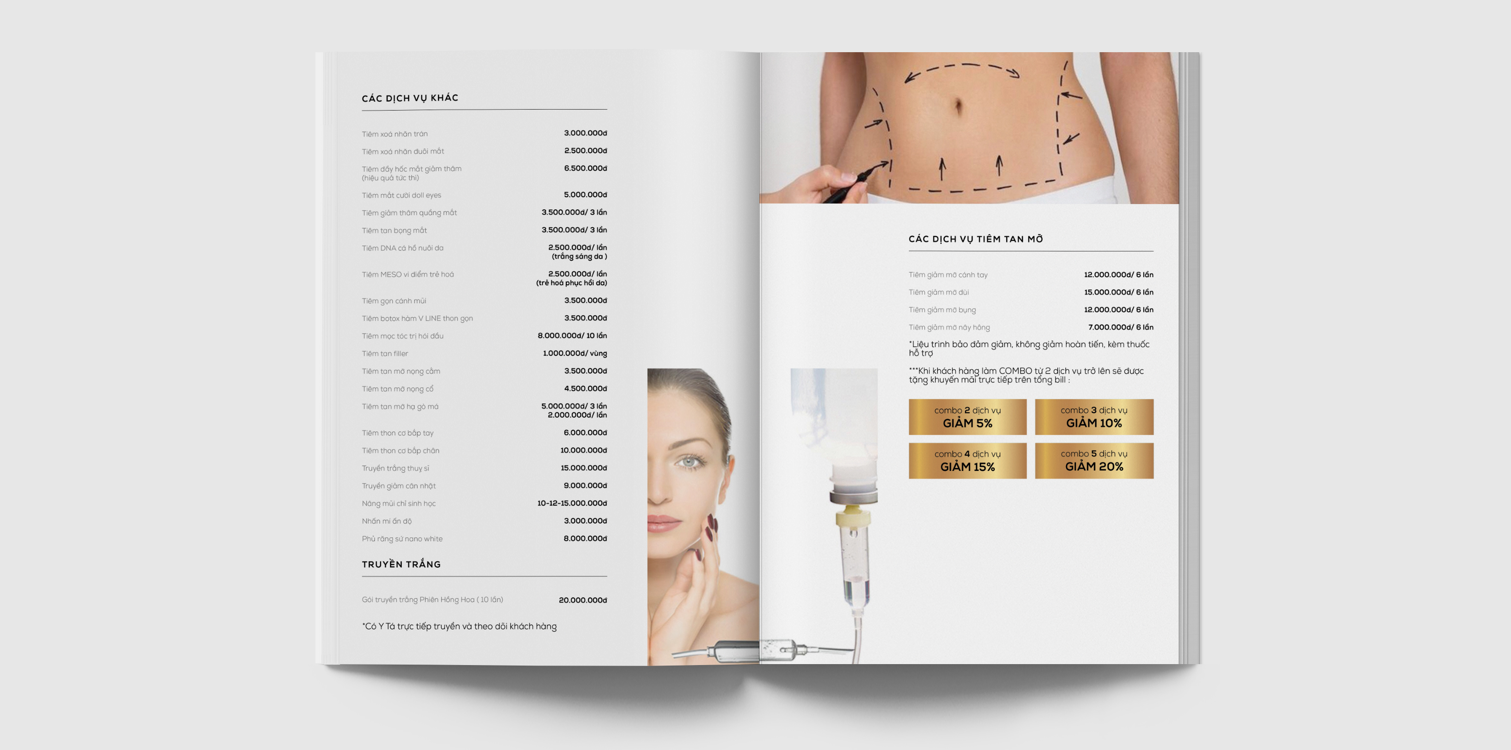 CÁC DỊCH VỤ KHÁC
Tiêm xoá nhăn trán 3.000.000đ
Tiêm xoá nhăn đuôi mắt 2.500.000đ
Tiêm đầy hốc mắt giảm thâm 6.500.000đ
(hiệu quả tức thì)
Tiêm mắt cười doll eyes 5.000.000đ
Tiêm giảm thâm quầng mắt 3.500.000đ/ 3 lần
Tiêm tan bọng mắt 3.500.000đ/ 3 lần
Tiêm DNA cá hồi nuôi da 2.500.000đ/ lần
(trắng sáng da )
Tiêm MESO vi điểm trẻ hoá 2.500.000đ/ lần
(trẻ hoá phục hồi da)
Tiêm gọn cánh mũi 3.500.000đ
Tiêm botox hàm V LINE thon gọn 3.500.000đ
Tiêm mọc tóc trị hói đầu 8.000.000đ/ 10 lần
Tiêm tan filler 1.000.000đ/ vùng
Tiêm tan mỡ nọng cằm 3.500.000đ
Tiêm tan mỡ nọng cổ 4.500.000đ
Tiêm tan mỡ hạ gò má 5.000.000đ/ 3 lần
2.000.000đ/ lần
Tiêm thon cơ bắp tay 6.000.000đ
Tiêm thon cơ bắp chân 10.000.000đ
Truyền trắng thuỵ sĩ 15.000.000đ
Truyền giảm cân nhật 9.000.000đ
Nâng mũi chỉ sinh học 10-12-15.000.000đ
Nhấn mí ấn độ 3.000.000đ
Phủ răng sứ nano white 8.000.000đ
TRUYỀN TRẮNG
Gói truyền trắng Phiên Hồng Hoa ( 10 lần) 20.000.000đ
*Có Y Tá trực tiếp truyền và theo dõi khách hàng
CÁC DỊCH VỤ TIÊM TAN MỠ
Tiêm giảm mỡ cánh tay 12.000.000đ/ 6 lần
Tiêm giảm mỡ đùi 15.000.000đ/ 6 lần
Tiêm giảm mỡ bụng 12.000.000đ/ 6 lần
Tiêm giảm mỡ này hông 7.000.000đ/ 6 lần
*Liệu trình bảo đảm giảm, không giảm hoàn tiền, kèm thuốc
hỗ trợ
***Khi khách hàng làm COMBO từ 2 dịch vụ trở lên sẽ được
tặng khuyến mãi trực tiếp trên tổng bill :
combo 2 dịch vụ
GIẢM 5%
combo 3 dịch vụ
GIẢM 10%
combo 4 dịch vụ
GIẢM 15%
combo 5 dịch vụ
GIẢM 20%